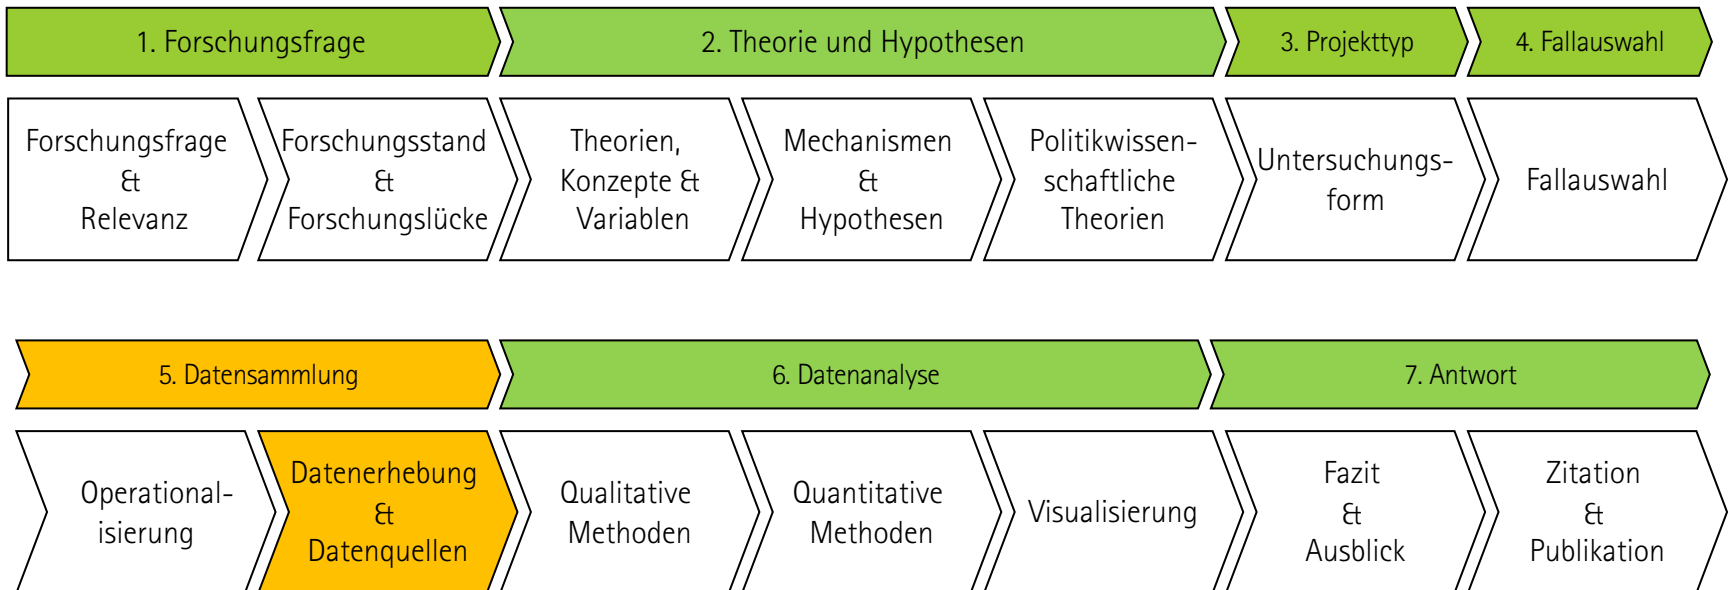 1. Forschungsfrage
2. Theorie und Hypothesen
3. Projekttyp
4. Fallauswahl
Forschungsfrage
&
Relevanz
Forschungsstand
&
Forschungslücke
Theorien,
Konzepte &
Variablen
Mechanismen
&
Hypothesen
Politikwissen-
schaftliche
Theorien
Untersuchungs-
form
Fallauswahl
5. Datensammlung
6. Datenanalyse
7. Antwort
Operational-
isierung
Datenerhebung
&
Datenquellen
Qualitative
Methoden
Quantitative
Methoden
Visualisierung
Fazit
&
Ausblick
Zitation
&
Publikation